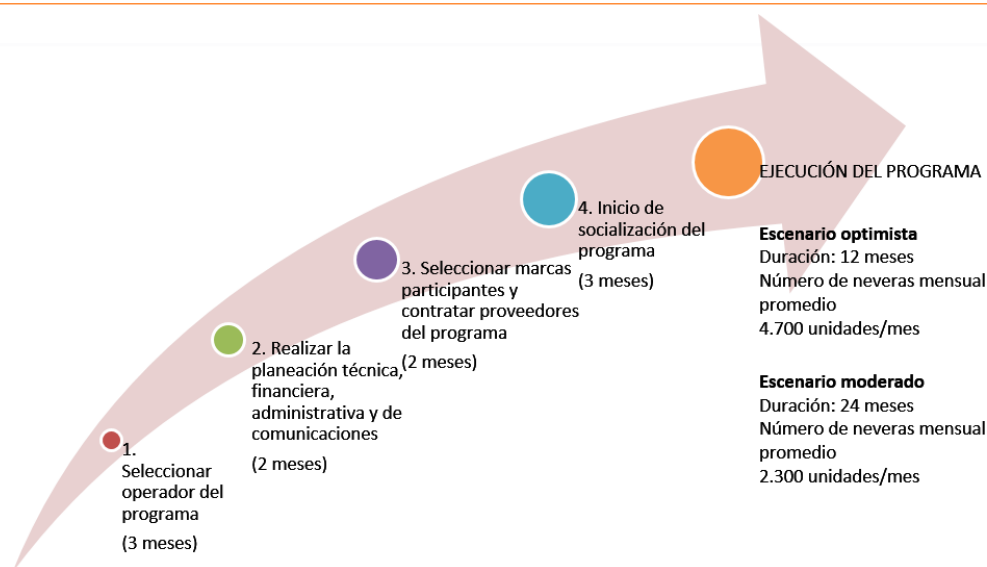 1.
Seleccionar
operador del
programa
(3 meses)
2. Realizar la
planeación técnica,
financiera,
administrativa y de
comunicaciones
(2 meses)
3. Seleccionar marcas
participantes y
contratar proveedores
del programa
(2 meses)
4. Inicio de
socialización del
programa
(3 meses)
EJECUCIÓN DEL PROGRAMA
Escenario optimista
Duración: 12 meses
Número de neveras mensual
promedio
4.700 unidades/mes
Escenario moderado
Duración: 24 meses
Número de neveras mensual
promedio
2.300 unidades/mes